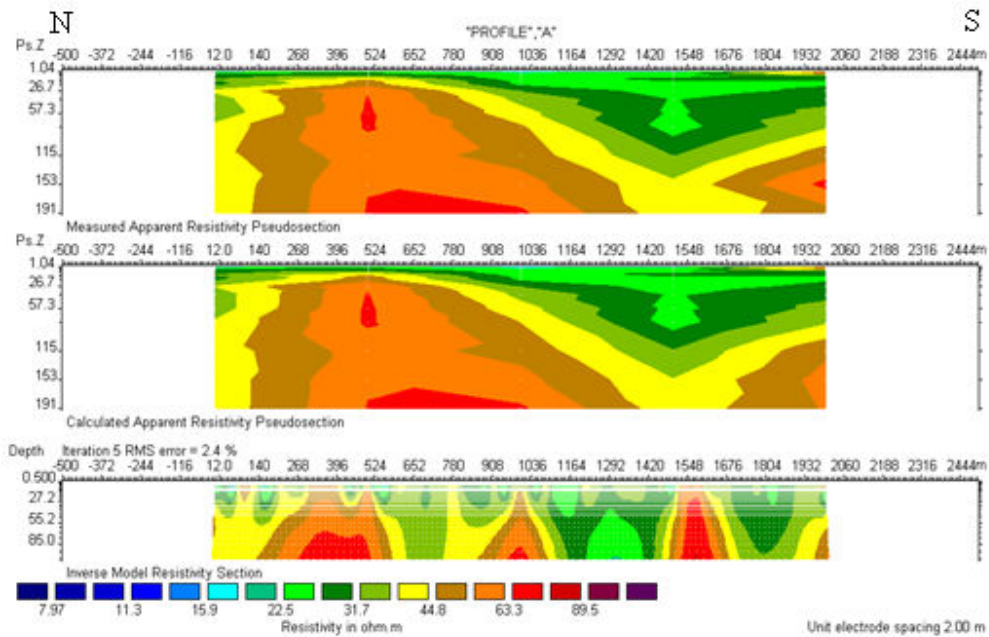 N S
"PROFILE","A"
Ps.Z
-500 -372 -244 -116 12.0 140 268 396 524 652 780 908 1036 1164 1292 1420 1548 1676 1804 1932 2060 2188 2316 2444m
1.04
26.7
57.3
115.
153.
191.
Measured Apparent Resistivity Pseudosection
Ps.Z
-500 -372 -244 -116 12.0 140 268 396 524 652 780 908 1036 1164 1292 1420 1548 1676 1804 1932 2060 2188 2316 2444m
1.04
26.7
57.3
115.
153.
191.
Calculated Apparent Resistivity Pseudosection
Depth Iteration 5 RMS error = 2.4 %
-500 -372 -244 -116 12.0 140 268 396 524 652 780 908 1036 1164 1292 1420 1548 1676 1804 1932 2060 2188 2316 2444m
0.500
27.2
55.2
85.0
Inverse Model Resistivity Section
7.97 11.3 15.9 22.5 31.7 44.8 63.3 89.5
Resistivity in ohm.m Unit electrode spacing 2.00 m